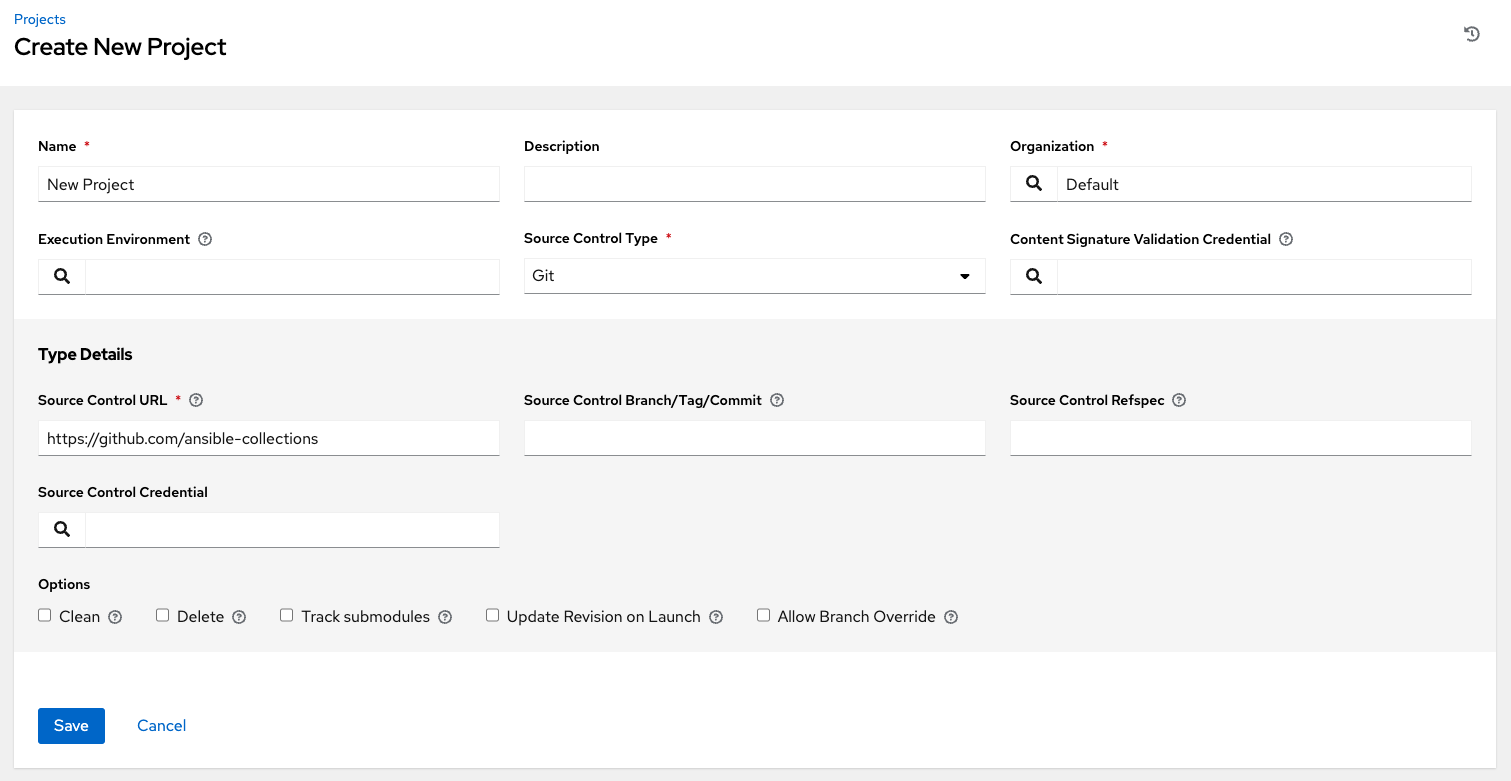 Projects
Create New Project
Name *
Description
Organization *
New Project
Default
Execution Environment
Source Control Type *
Content Signature Validation Credential
Git
Type Details
Source Control URL *
Source Control Branch/Tag/Commit
Source Control Refspec
https://github.com/ansible-collections
Source Control Credential
Options
Clean
Delete
Track submodules
Update Revision on Launch
Allow Branch Override
Save
Cancel